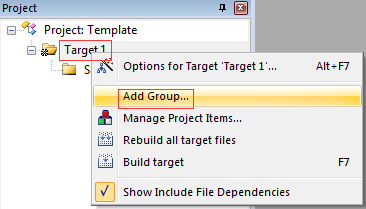 Project
Project: Template
Target 1
S
Options for Target 'Target 1'... Alt+F7
Add Group...
Manage Project Items...
Rebuild all target files
Build target F7
Show Include File Dependencies